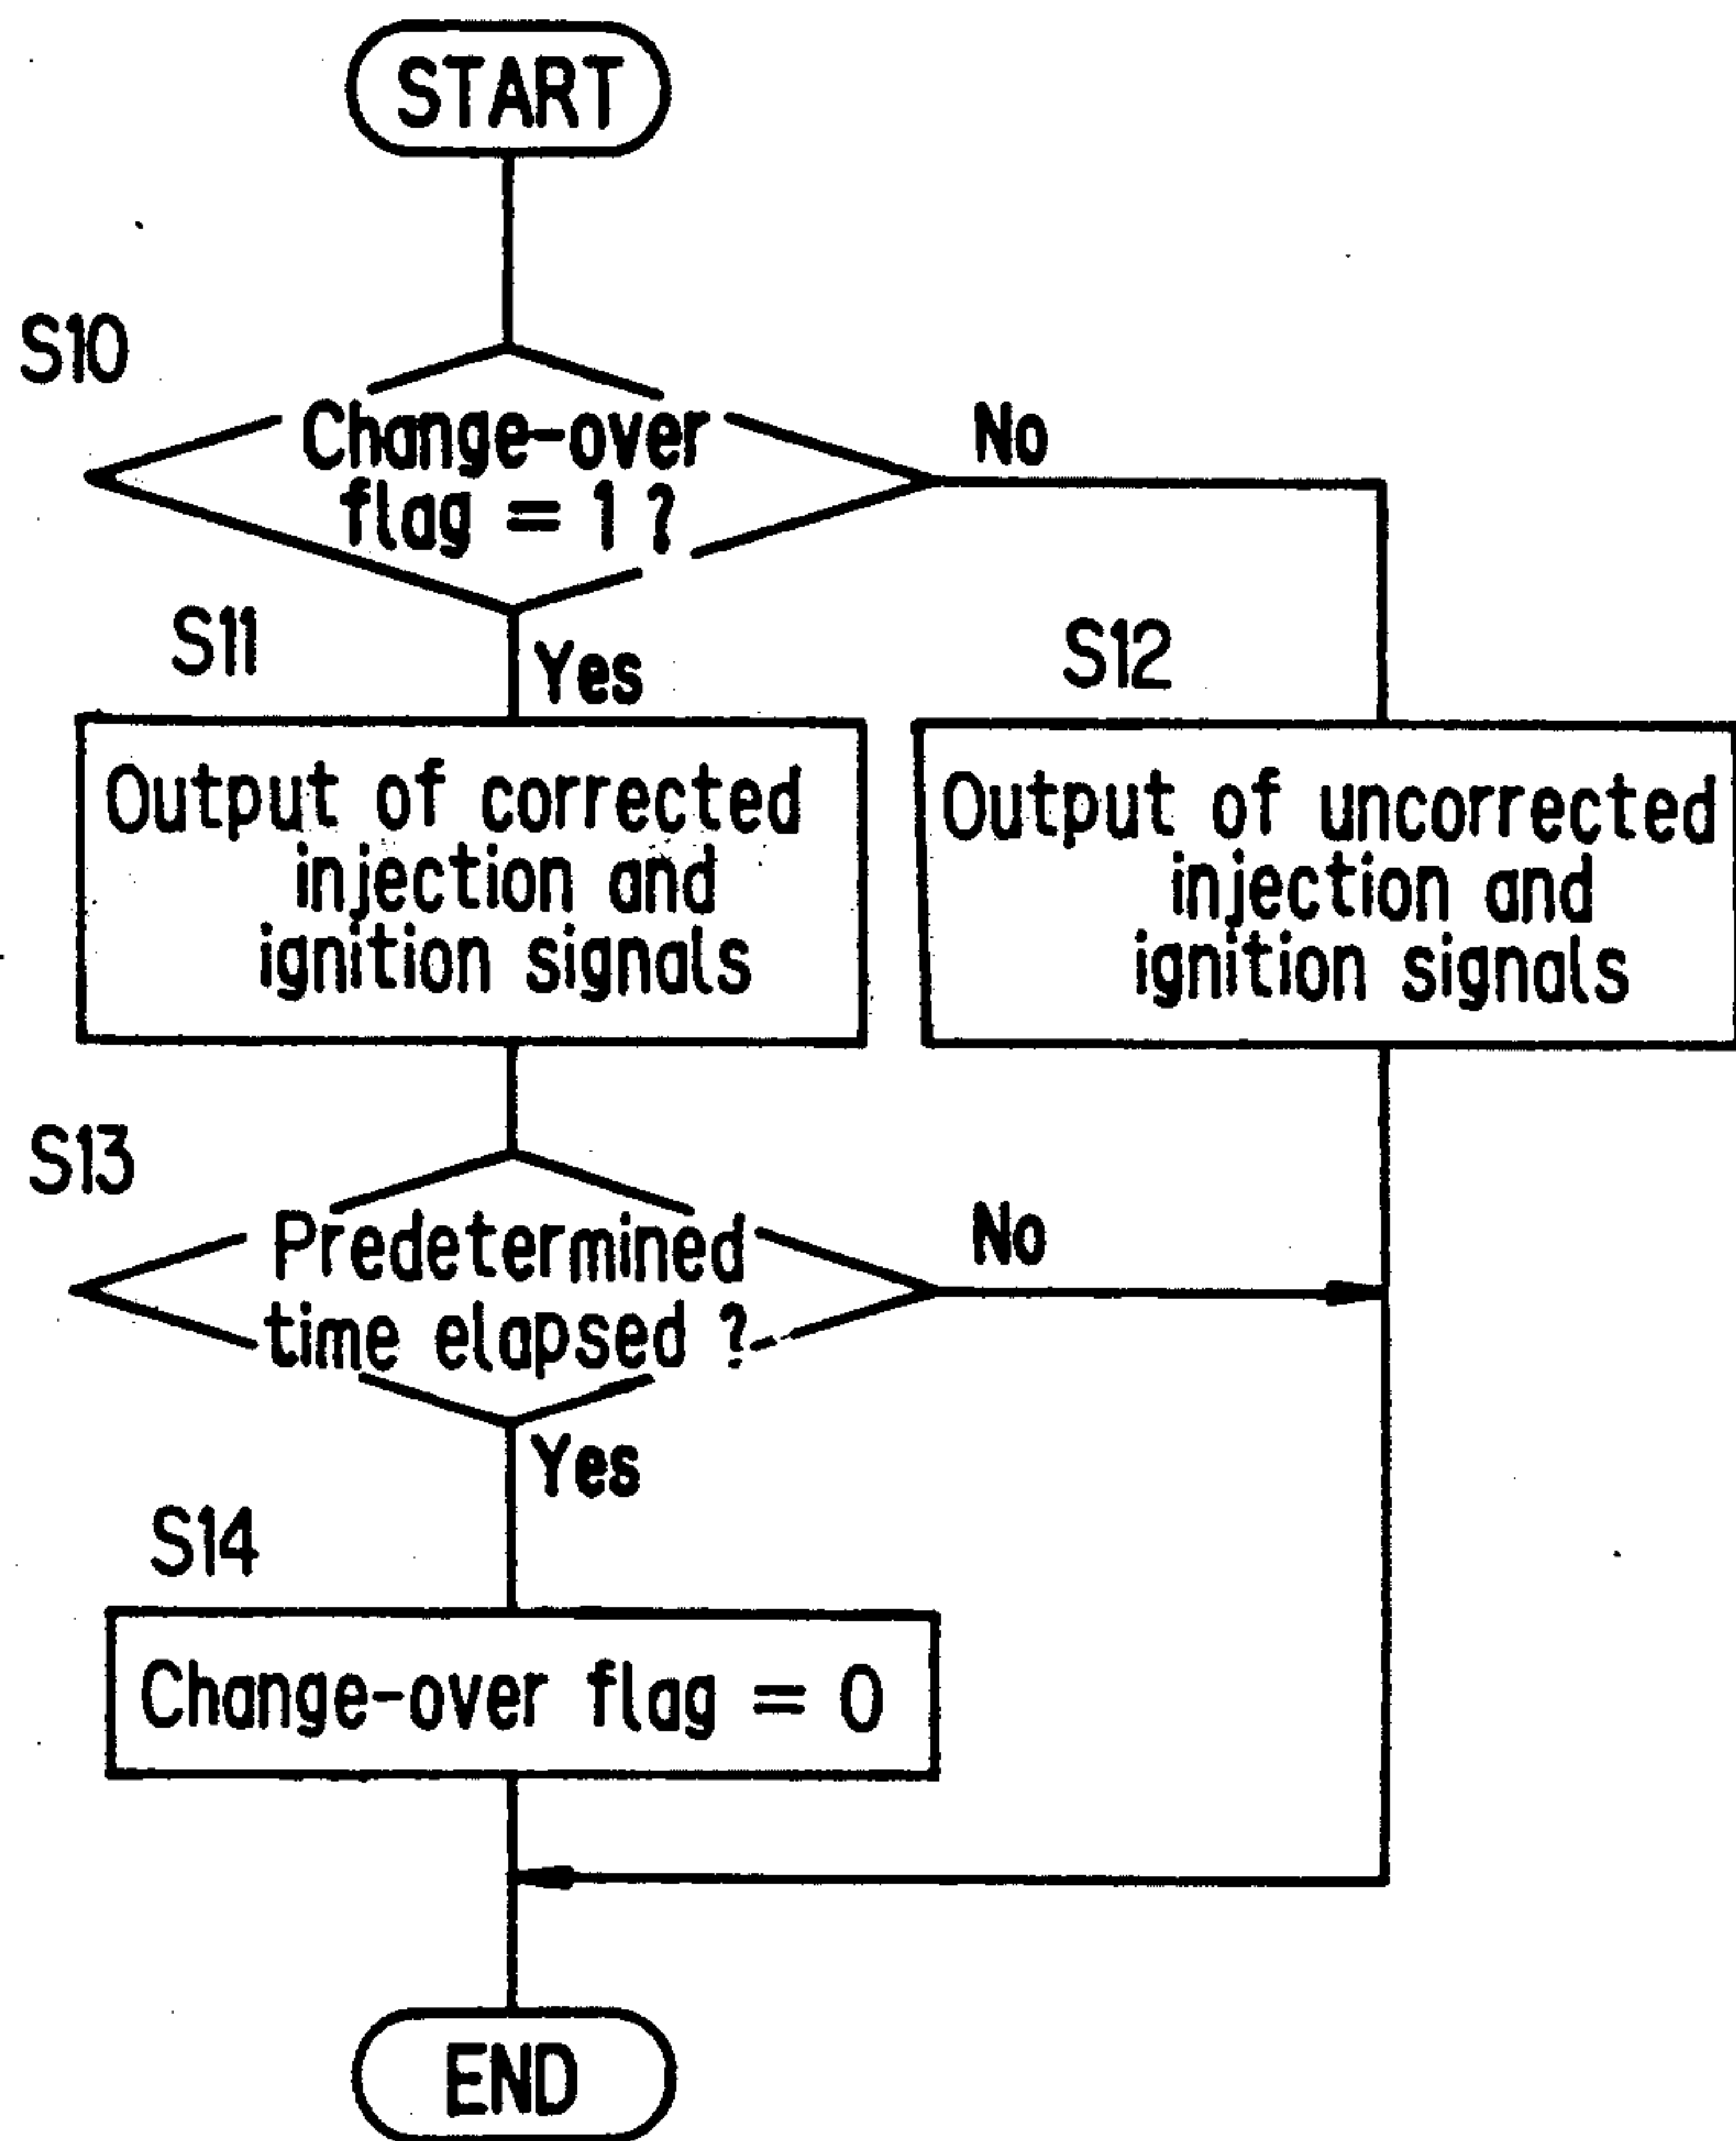 START
S10
Change-over
flag = 1 ?
No
S11
Yes
S12
Output of corrected
injection and
ignition signals
Output of uncorrected
injection and
ignition signals
S13
Predetermined
time elapsed ?
No
Yes
S14
Change-over flag = 0
END